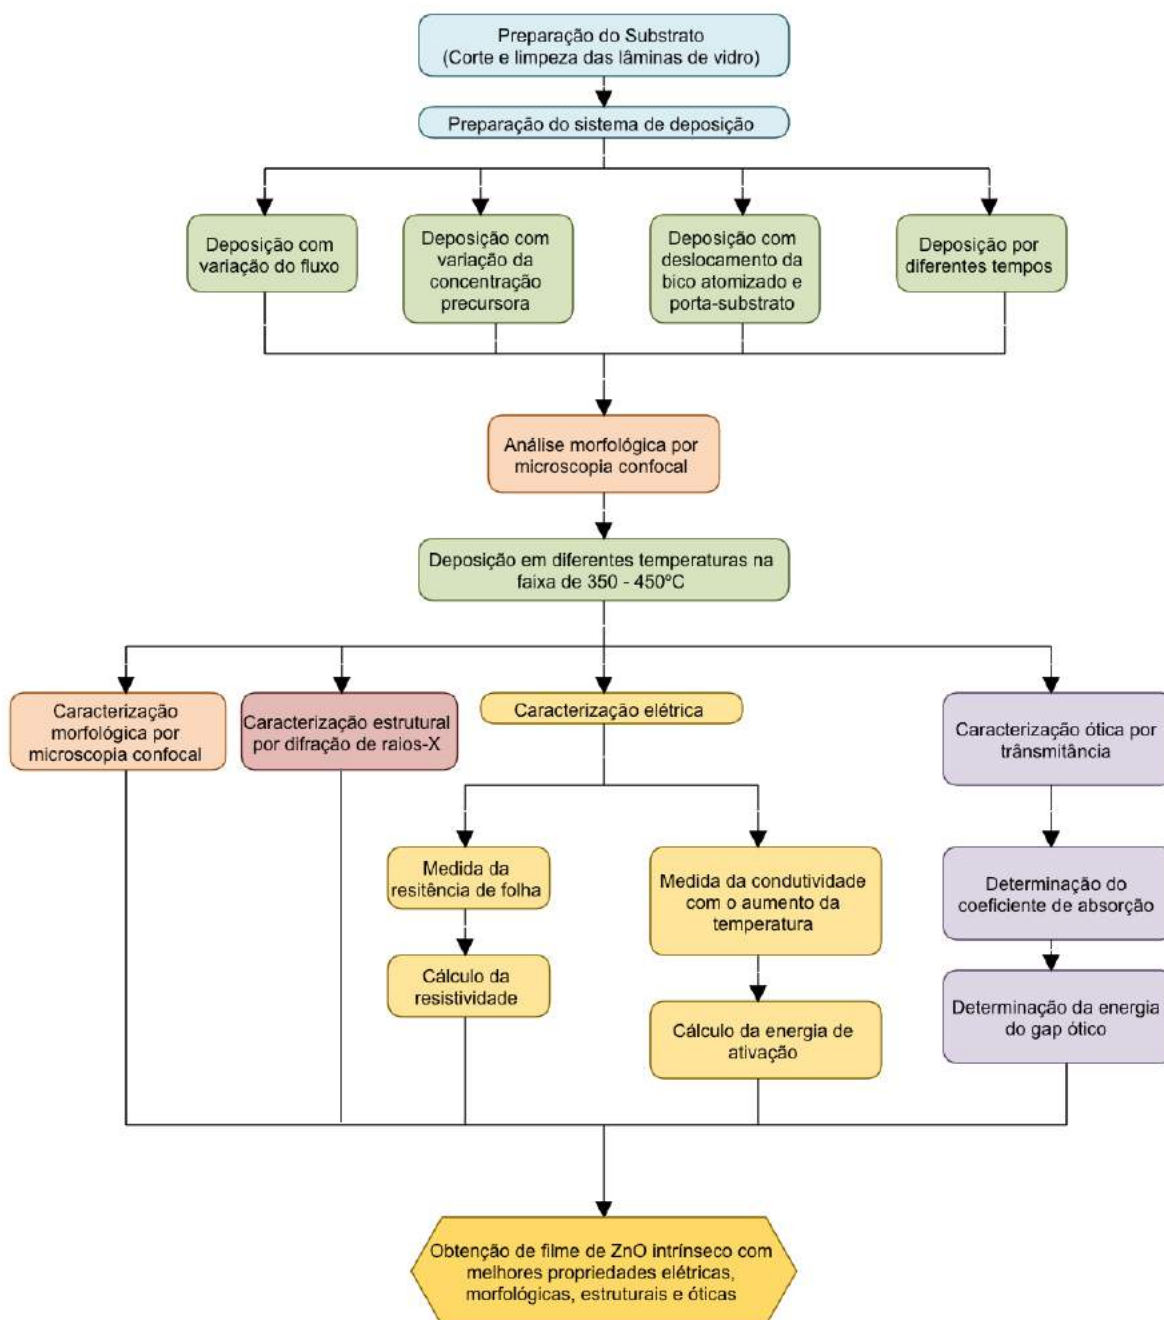 Preparação do Substrato
(Corte e limpeza das lâminas de vidro)
Preparação do sistema de deposição
Deposição com
variação do fluxo
Deposição com
variação da
concentração
precursora
Deposição com
deslocamento da
bico atomizado e
porta-substrato
Deposição por
diferentes tempos
Análise morfológica por
microscopia confocal
Deposição em diferentes temperaturas na
faixa de 350 - 450ºC
Caracterização
morfológica por
microscopia confocal
Caracterização estrutural
por difração de raios-X
Caracterização elétrica
Caracterização ótica por
trânsmitância
Medida da
resitência de folha
Medida da condutividade
com o aumento da
temperatura
Determinação do
coeficiente de absorção
Cálculo da
resistividade
Cálculo da energia de
ativação
Determinação da energia
do gap ótico
Obtenção de filme de ZnO intrínseco com
melhores propriedades elétricas,
morfológicas, estruturais e óticas